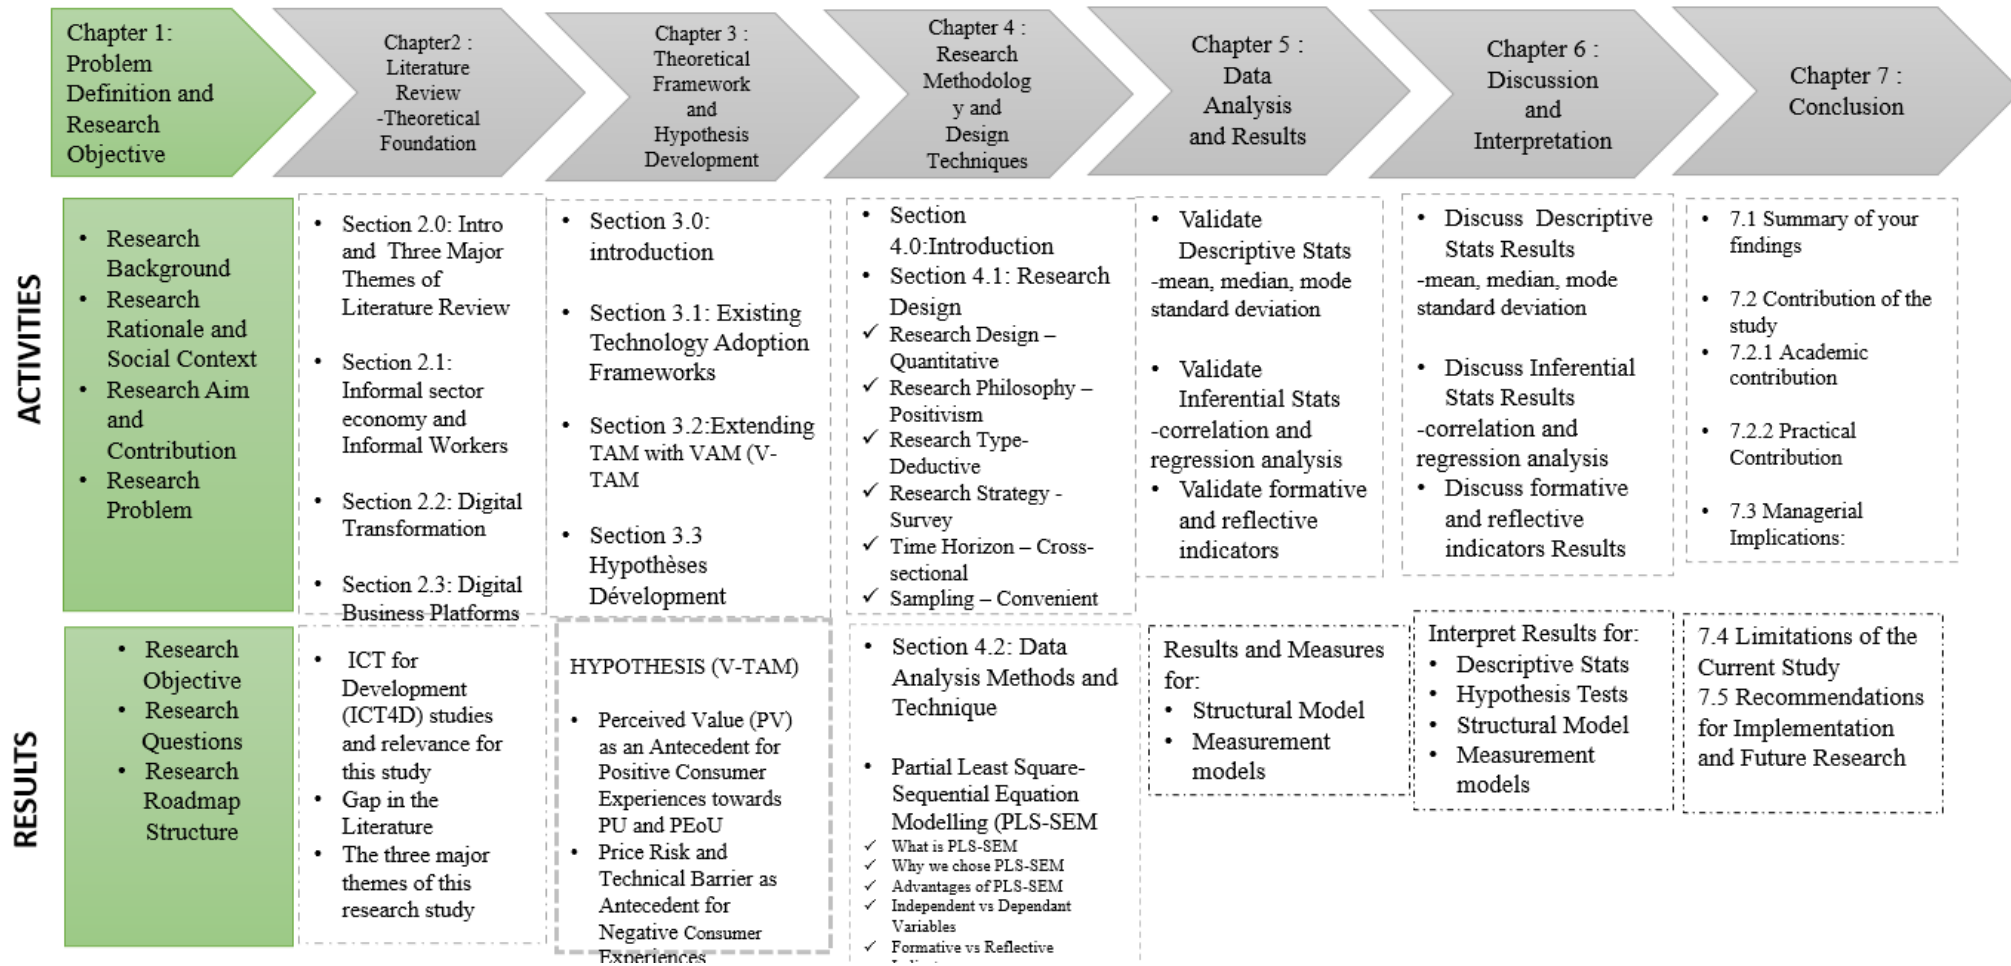 Chapter 1:
Problem
Definition and
Research
Objective
Chapter2 :
Literature
Review
-Theoretical
Foundation
Chapter 3 :
Theoretical
Framework
and
Hypothesis
Development
Chapter 4 :
Research
Methodolog
y and
Design
Techniques
Chapter 5 :
Data
Analysis
and Results
Chapter 6 :
Discussion
and
Interpretation
Chapter 7 :
Conclusion
ACTIVITIES
• Research
Background
• Research
Rationale and
Social Context
• Research Aim
and
Contribution
• Research
Problem
• Section 2.0: Intro
and Three Major
Themes of
Literature Review
• Section 2.1:
Informal sector
economy and
Informal Workers
• Section 2.2: Digital
Transformation
• Section 2.3: Digital
Business Platforms
• Section 3.0:
introduction
• Section 3.1: Existing
Technology Adoption
Frameworks
• Section 3.2:Extending
TAM with VAM (V-
TAM
• Section 3.3
Hypothèses
Dévelopment
• Section
4.0:Introduction
• Section 4.1: Research
Design
✓ Research Design –
Quantitative
✓ Research Philosophy –
Positivism
✓ Research Type-
Deductive
✓ Research Strategy -
Survey
✓ Time Horizon – Cross-
sectional
✓ Sampling – Convenient
• Validate
Descriptive Stats
-mean, median, mode
standard deviation
• Validate
Inferential Stats
-correlation and
regression analysis
• Validate formative
and reflective
indicators
• Discuss Descriptive
Stats Results
-mean, median, mode
standard deviation
• Discuss Inferential
Stats Results
-correlation and
regression analysis
• Discuss formative
and reflective
indicators Results
• 7.1 Summary of your
findings
• 7.2 Contribution of the
study
• 7.2.1 Academic
contribution
• 7.2.2 Practical
Contribution
• 7.3 Managerial
Implications:
RESULTS
• Research
Objective
• Research
Questions
• Research
Roadmap
Structure
• ICT for
Development
(ICT4D) studies
and relevance for
this study
• Gap in the
Literature
• The three major
themes of this
research study
HYPOTHESIS (V-TAM)
• Perceived Value (PV)
as an Antecedent for
Positive Consumer
Experiences towards
PU and PEoU
• Price Risk and
Technical Barrier as
Antecedent for
Negative Consumer
Experiences
• Section 4.2: Data
Analysis Methods and
Technique
• Partial Least Square-
Sequential Equation
Modelling (PLS-SEM
✓ What is PLS-SEM
✓ Why we chose PLS-SEM
✓ Advantages of PLS-SEM
✓ Independent vs Dependant
Variables
✓ Formative vs Reflective
Results and Measures
for:
• Structural Model
• Measurement
models
Interpret Results for:
• Descriptive Stats
• Hypothesis Tests
• Structural Model
• Measurement
models
7.4 Limitations of the
Current Study
7.5 Recommendations
for Implementation
and Future Research